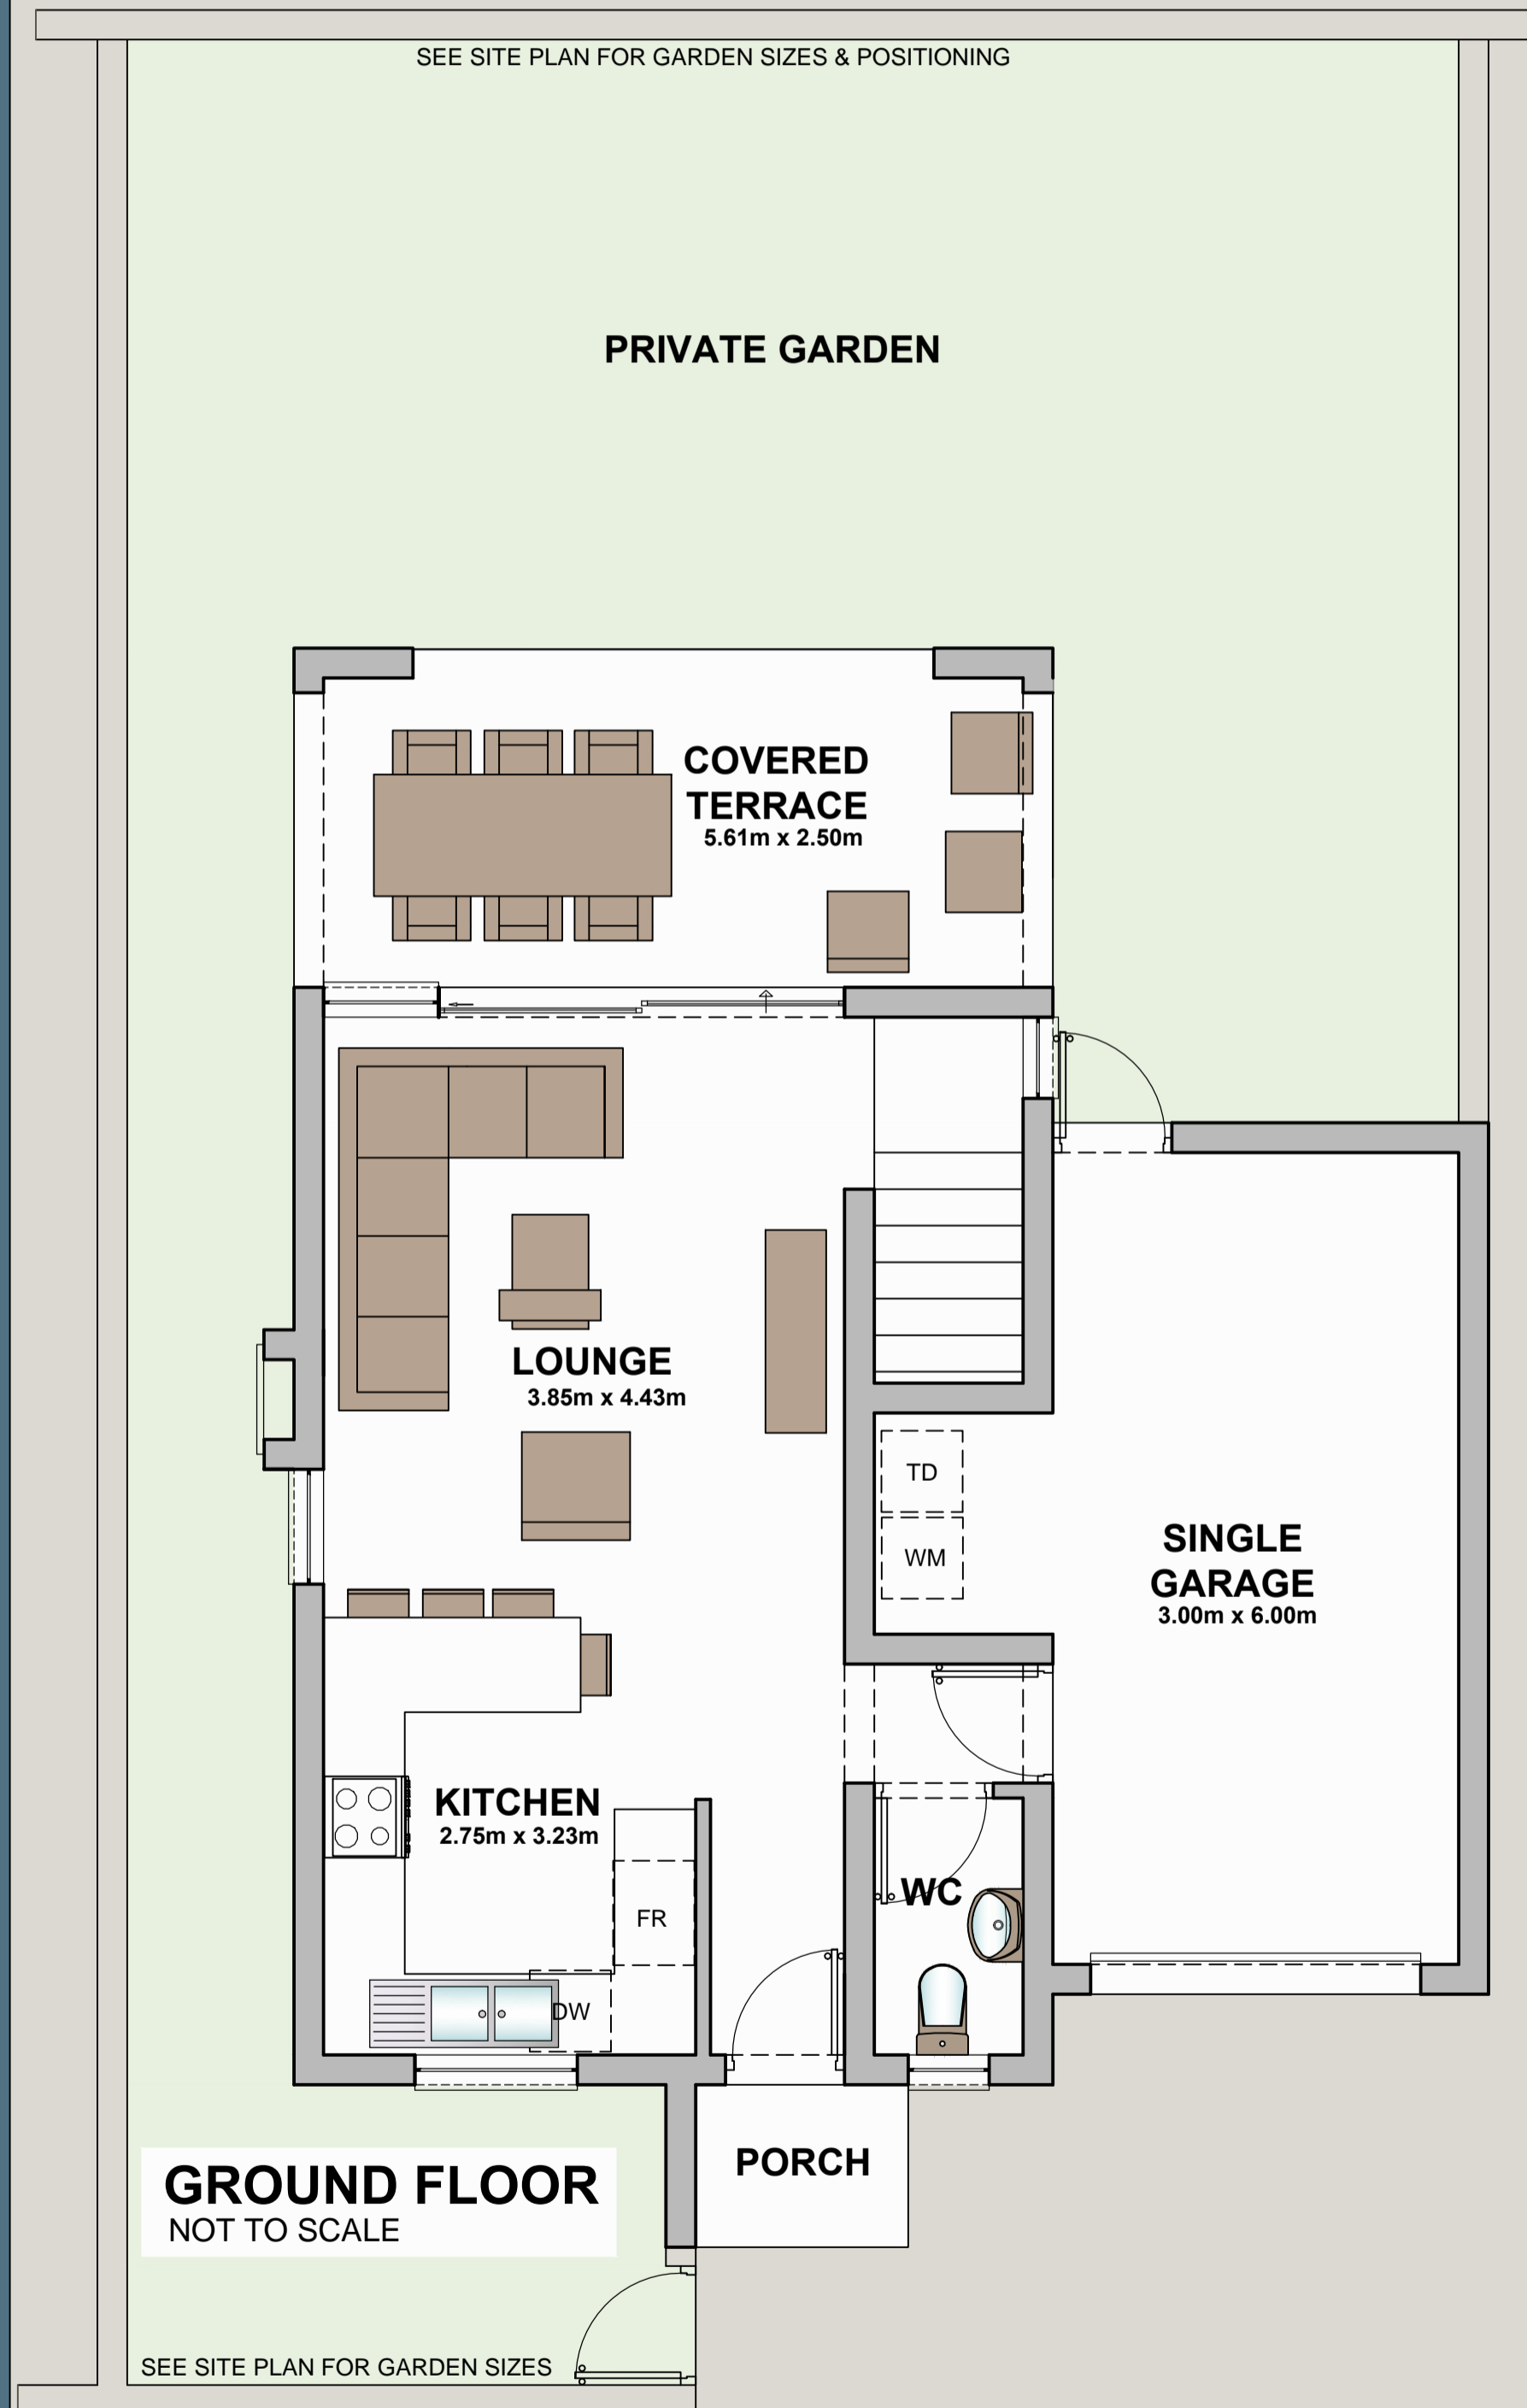 SEE SITE PLAN FOR GARDEN SIZES & POSITIONING
PRIVATE GARDEN
COVERED
TERRACE
5.61m x 2.50m
LOUNGE
3.85m x 4.43m
TD
WM
SINGLE
GARAGE
3.00m x 6.00m
KITCHEN
2.75m x 3.23m
WC
FR
DW
PORCH
GROUND FLOOR
NOT TO SCALE
SEE SITE PLAN FOR GARDEN SIZES